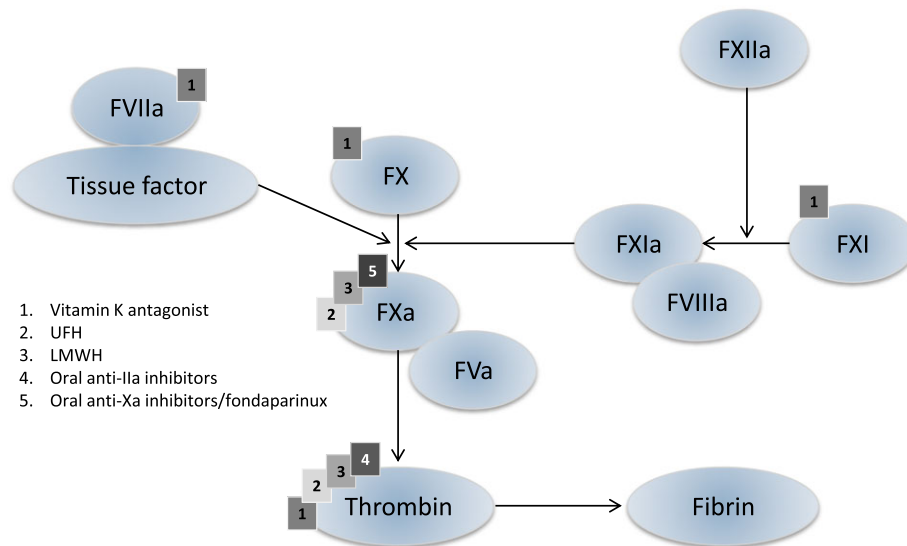 FXIIa
FVIIa
1
Tissue factor
1
FX
1
FXI
FXIa
FVIIIa
5
3
2
FXa
FVa
1. Vitamin K antagonist
2. UFH
3. LMWH
4. Oral anti-IIa inhibitors
5. Oral anti-Xa inhibitors/fondaparinux
4
3
2
1
Thrombin
Fibrin